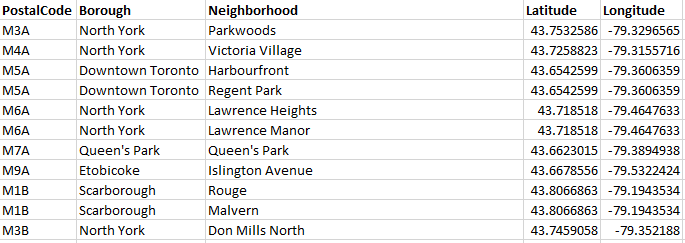 PostalCode Borough Neighborhood Latitude Longitude
M3A North York Parkwoods 43.7532586 -79.3296565
M4A North York Victoria Village 43.7258823 -79.3155716
M5A Downtown Toronto Harbourfront 43.6542599 -79.3606359
M5A Downtown Toronto Regent Park 43.6542599 -79.3606359
M6A North York Lawrence Heights 43.718518 -79.4647633
M6A North York Lawrence Manor 43.718518 -79.4647633
M7A Queen's Park Queen's Park 43.6623015 -79.3894938
M9A Etobicoke Islington Avenue 43.6678556 -79.5322424
M1B Scarborough Rouge 43.8066863 -79.1943534
M1B Scarborough Malvern 43.8066863 -79.1943534
M3B North York Don Mills North 43.7459058 -79.352188